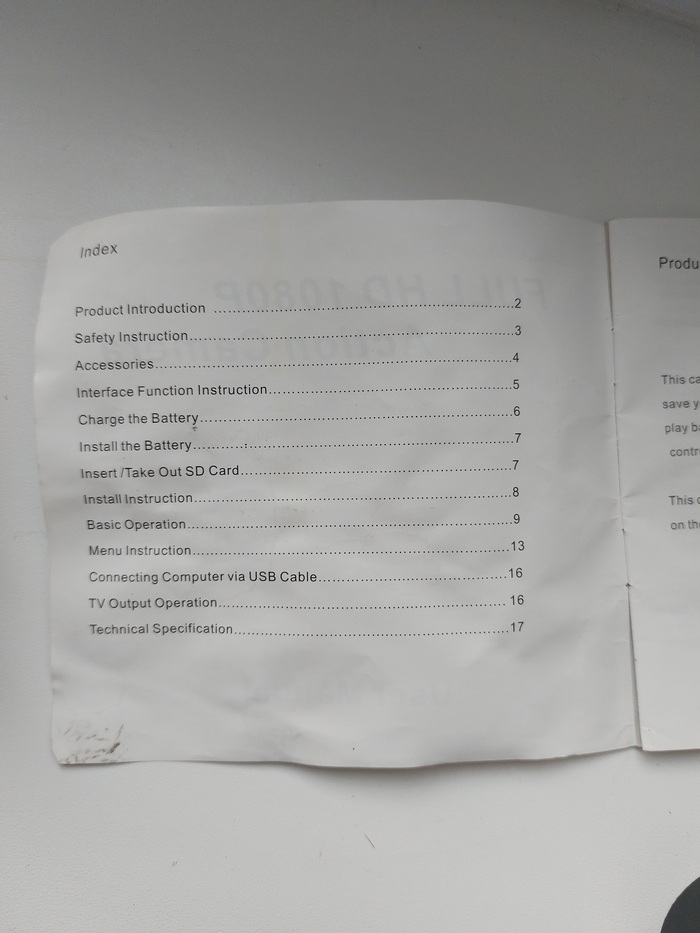 Index
Product Introduction ........................................................2
Safety Instruction..............................................................3
Accessories......................................................................4
Interface Function Instruction...........................................5
Charge the Battery...........................................................6
Install the Battery.............................................................7
Insert /Take Out SD Card.................................................7
Install Instruction..............................................................8
Basic Operation................................................................9
Menu Instruction..............................................................13
Connecting Computer via USB Cable...............................16
TV Output Operation........................................................ 16
Technical Specification.....................................................17
Produ
This ca
save y
play ba
contr
This c
on the